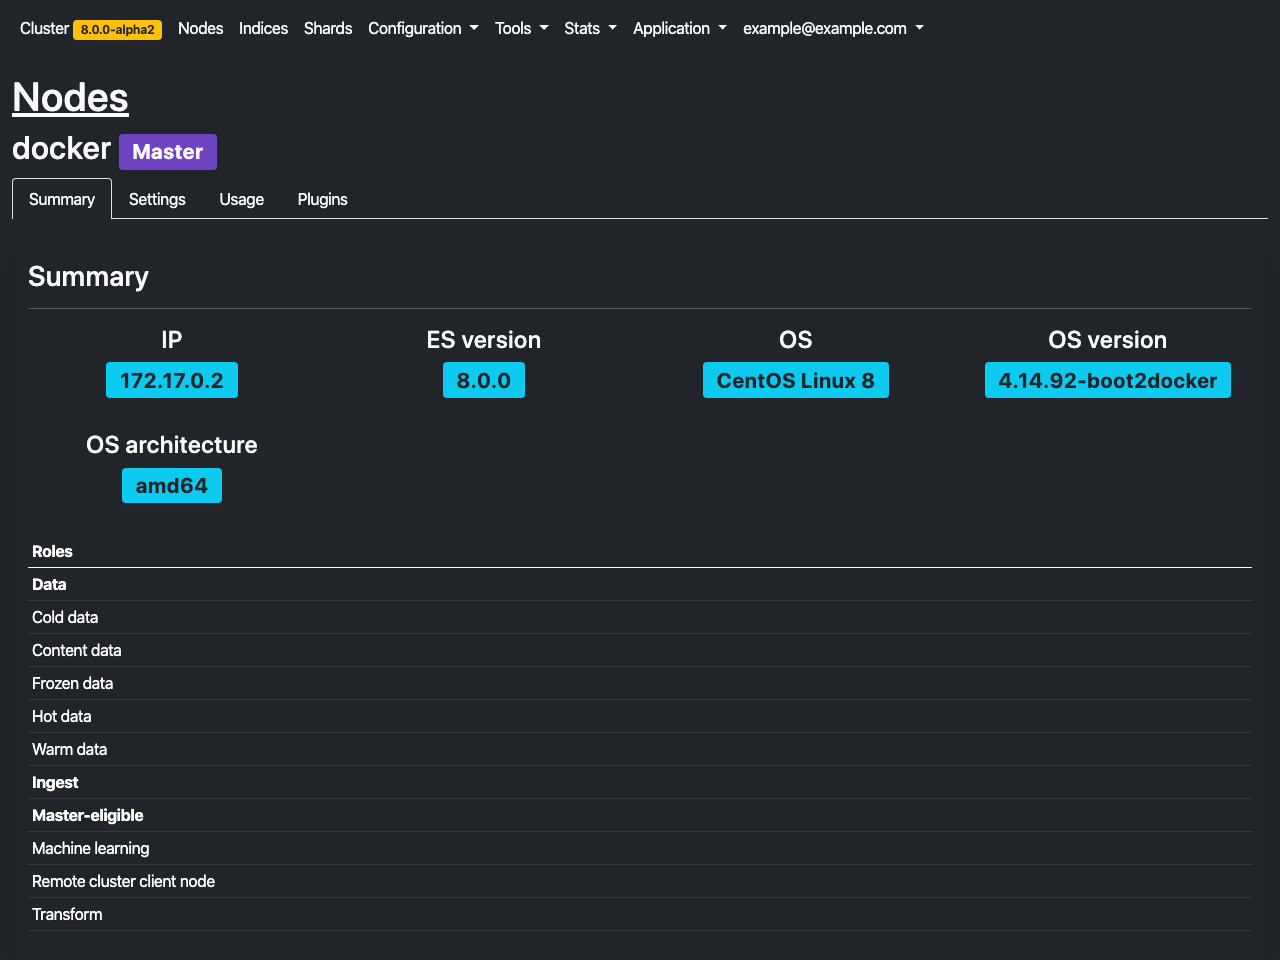 Cluster 8.0.0-alpha2 Nodes Indices Shards Configuration Tools Stats Application example@example.com
Nodes
docker Master
Summary Settings Usage Plugins
Summary
IP ES version OS OS version
172.17.0.2 8.0.0 CentOS Linux 8 4.14.92-boot2docker
OS architecture
amd64
Roles
Data
Cold data
Content data
Frozen data
Hot data
Warm data
Ingest
Master-eligible
Machine learning
Remote cluster client node
Transform